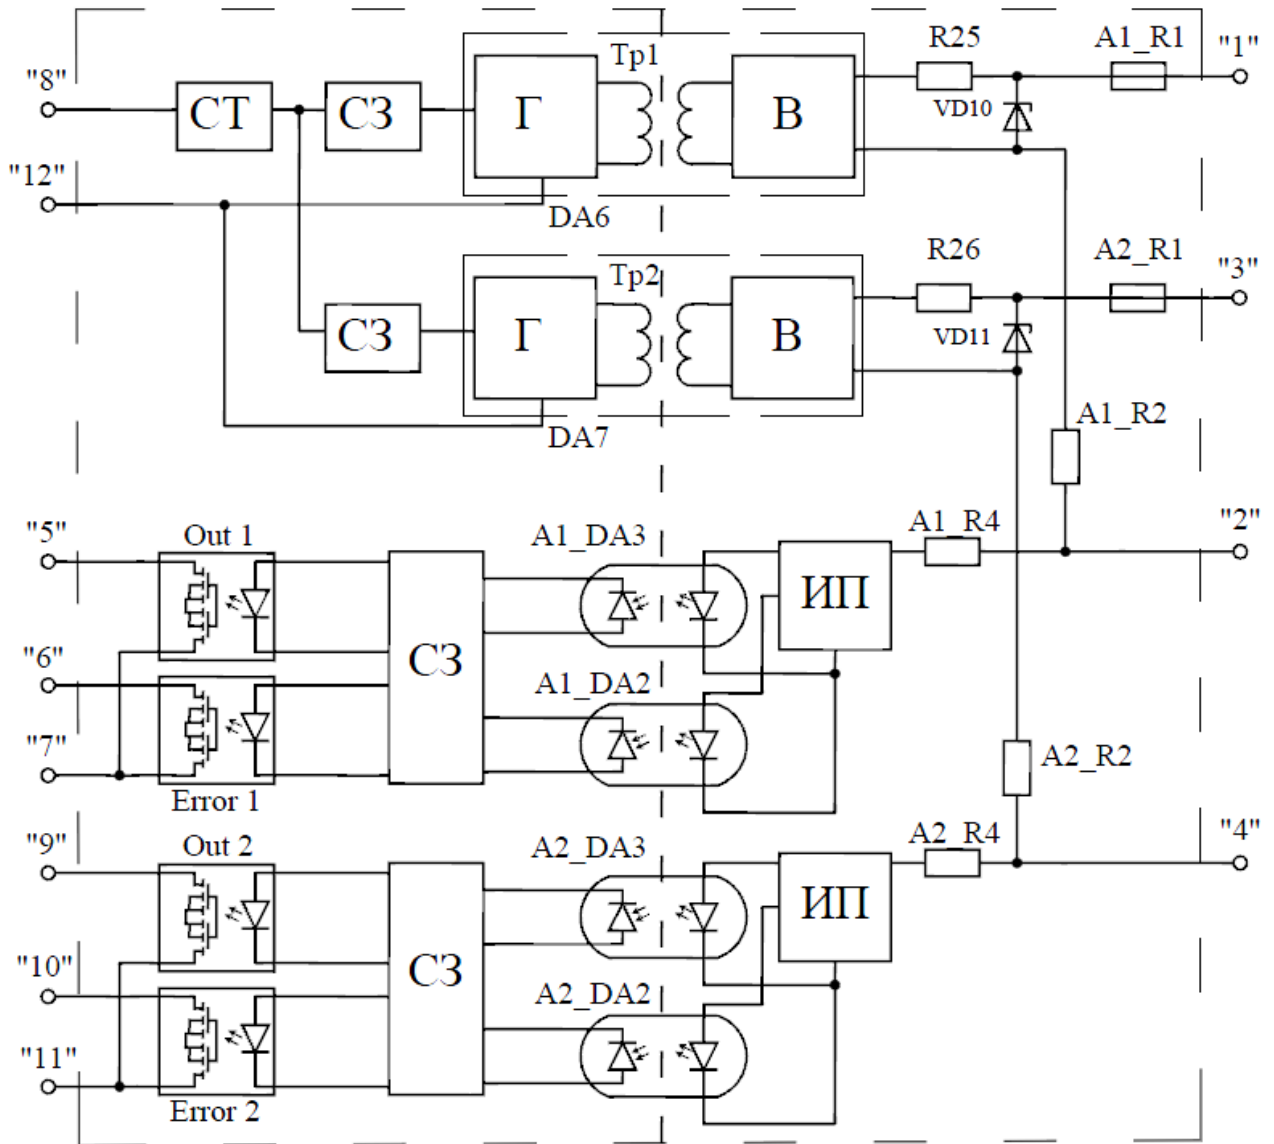 R25
A1_R1
"1"
Тр1
"8"
СТ
СЗ
Г
В
VD10
"12"
DA6
R26
A2_R1
"3"
Тр2
СЗ
Г
В
VD11
DA7
A1_R2
"5"
Out 1
A1_DA3
A1_R4
"2"
ИП
СЗ
"6"
A1_DA2
"7"
Error 1
A2_R2
"9"
Out 2
A2_DA3
A2_R4
"4"
ИП
СЗ
"10"
A2_DA2
"11"
Error 2